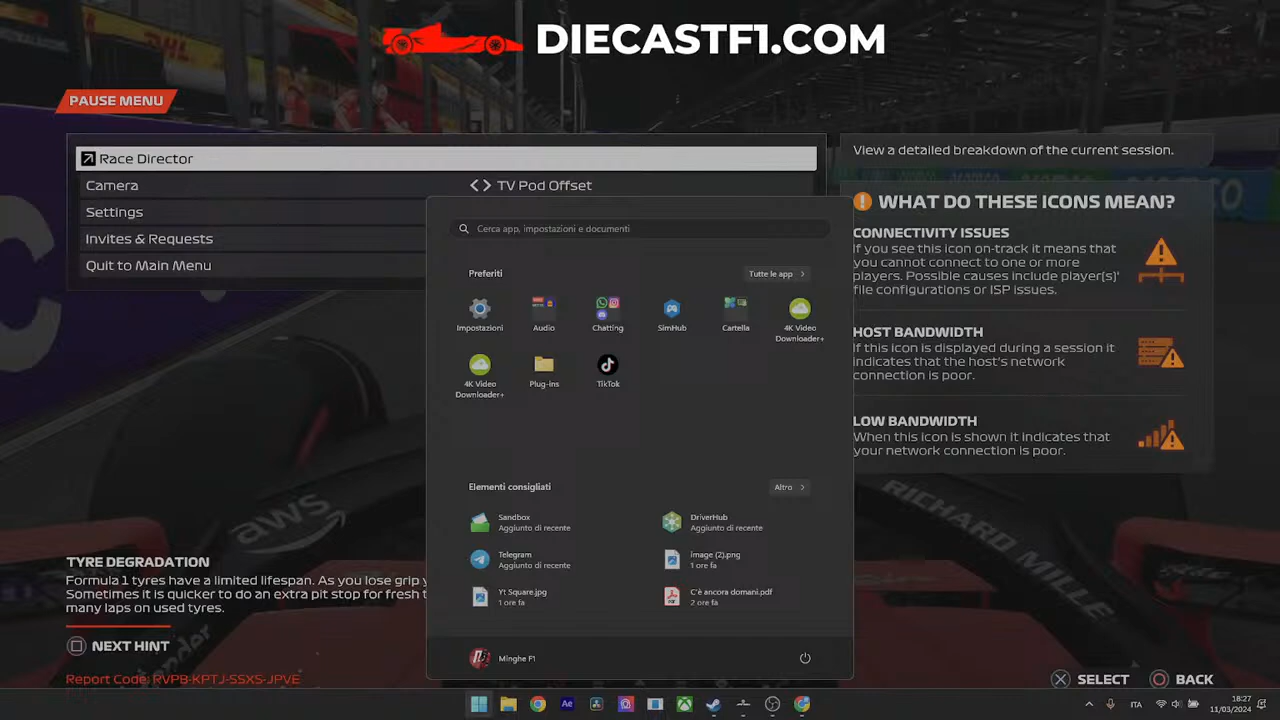 DIECASTF1.COM
PAUSE MENU
Race Director
Camera
TV Pod Offset
Settings
Invites & Requests
Quit to Main Menu
View a detailed breakdown of the current session.
WHAT DO THESE ICONS MEAN?
CONNECTIVITY ISSUES
If you see this icon on-track it means that
you cannot connect to one or more
players. Possible causes include player(s)'
file configurations or ISP issues.
HOST BANDWIDTH
If this icon is displayed during a session it
indicates that the host's network
connection is poor.
LOW BANDWIDTH
When this icon is shown it indicates that
your network connection is poor.
Cerca app, impostazioni e documenti
Preferiti
Tutte le app
Impostazioni
Audio
Chatting
SimHub
Cartella
4K Video
Downloader+
4K Video
Downloader+
Plug-ins
TikTok
Elementi consigliati
Altro
Sandbox
Aggiunto di recente
DriverHub
Aggiunto di recente
Telegram
Aggiunto di recente
image (2).png
1 ore fa
Yt Square.jpg
1 ore fa
C'è ancora domani.pdf
2 ore fa
Minghe F1
DHL
aws
RICHARD MILLE
TYRE DEGRADATION
Formula 1 tyres have a limited lifespan. As you lose grip y
Sometimes it is quicker to do an extra pit stop for fresh t
many laps on used tyres.
NEXT HINT
Report Code: RVPB-KPTJ-SSXS-JPVE
SELECT
BACK
Ae
ITA
18:27
11/03/2024